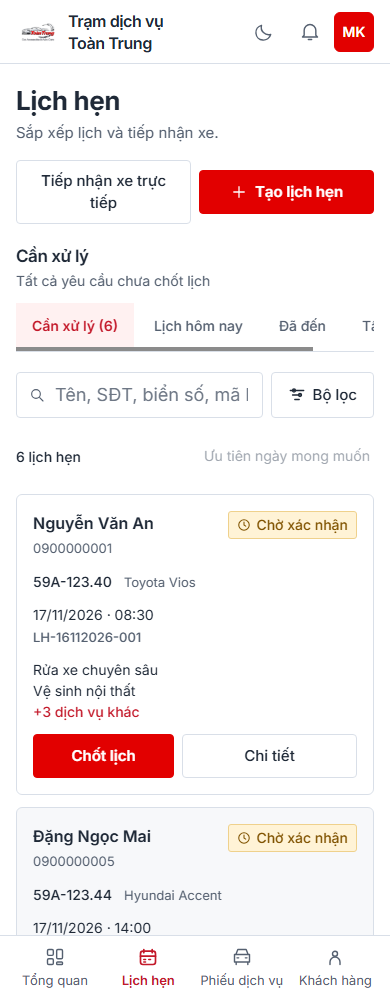 Toàn Trung
Trạm dịch vụ
Toàn Trung
MK
Lịch hẹn
Sắp xếp lịch và tiếp nhận xe.
Tiếp nhận xe trực
tiếp
+ Tạo lịch hẹn
Cần xử lý
Tất cả yêu cầu chưa chốt lịch
Cần xử lý (6) Lịch hôm nay Đã đến Tấ
Tên, SĐT, biển số, mã l Bộ lọc
6 lịch hẹn Ưu tiên ngày mong muốn
Nguyễn Văn An Chờ xác nhận
0900000001
59A-123.40 Toyota Vios
17/11/2026 · 08:30
LH-16112026-001
Rửa xe chuyên sâu
Vệ sinh nội thất
+3 dịch vụ khác
Chốt lịch Chi tiết
Đặng Ngọc Mai Chờ xác nhận
0900000005
59A-123.44 Hyundai Accent
17/11/2026 · 14:00
Tổng quan Lịch hẹn Phiếu dịch vụ Khách hàng